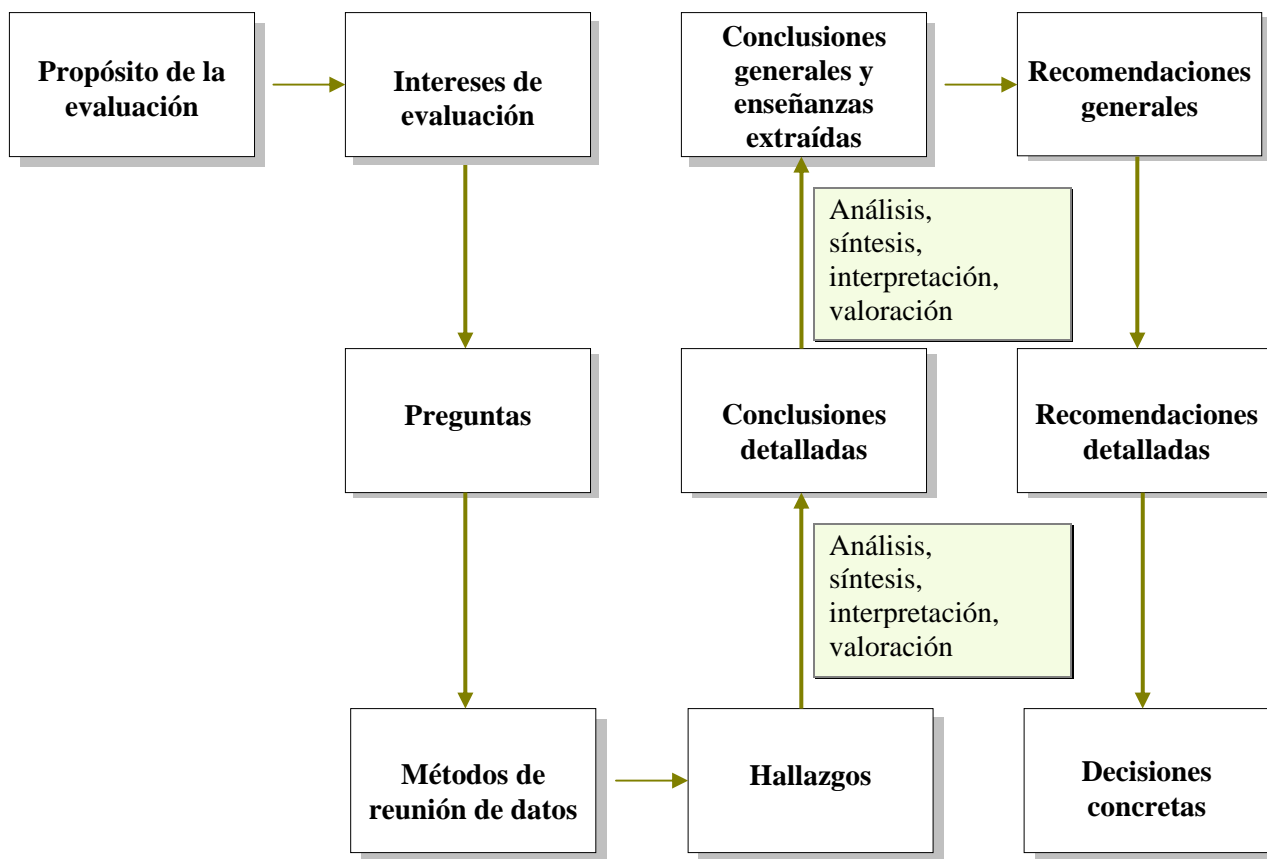 Propósito de la
evaluación
Intereses de
evaluación
Conclusiones
generales y
enseñanzas
extraídas
Recomendaciones
generales
Análisis,
síntesis,
interpretación,
valoración
Preguntas
Conclusiones
detalladas
Recomendaciones
detalladas
Análisis,
síntesis,
interpretación,
valoración
Métodos de
reunión de datos
Hallazgos
Decisiones
concretas